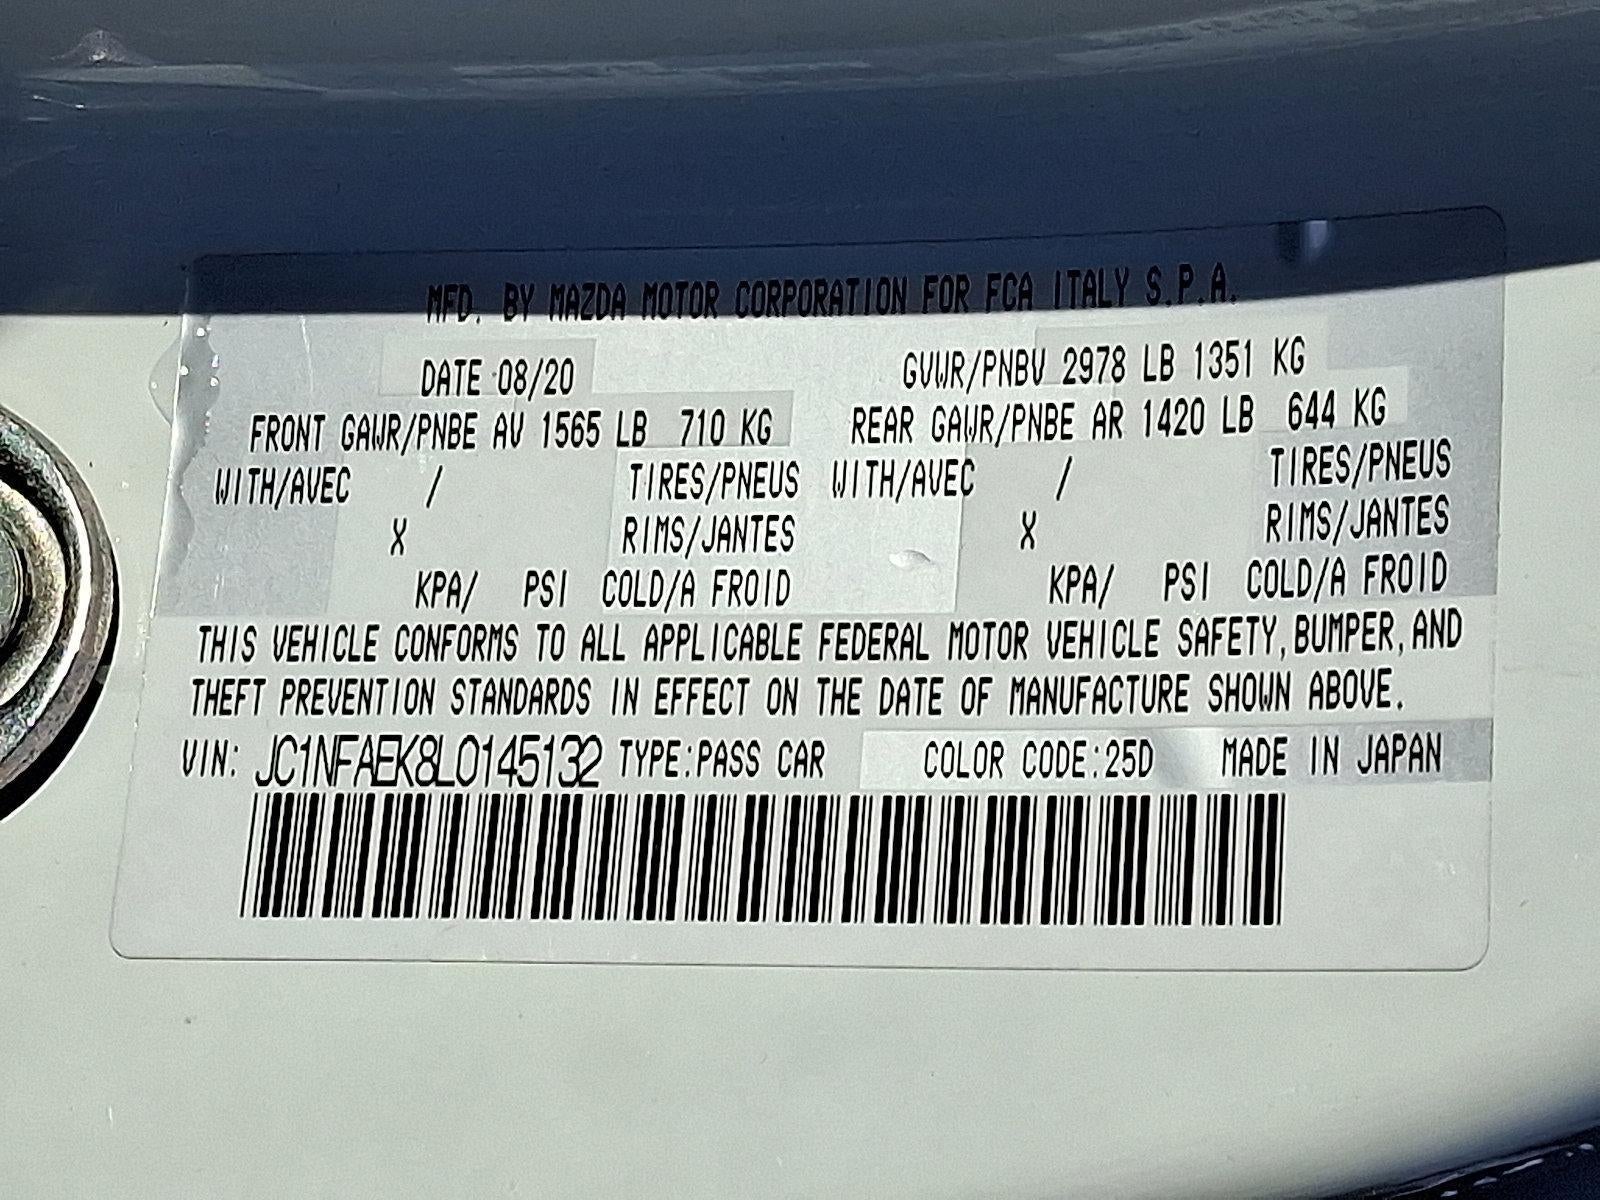 MFD. BY MAZDA MOTOR CORPORATION FOR FCA ITALY S.P.A.
DATE 08/20 GVWR/PNBV 2978 LB 1351 KG
FRONT GAWR/PNBE AV 1565 LB 710 KG REAR GAWR/PNBE AR 1420 LB 644 KG
WITH/AVEC / TIRES/PNEUS WITH/AVEC / TIRES/PNEUS
X RIMS/JANTES X RIMS/JANTES
KPA/ PSI COLD/A FROID KPA/ PSI COLD/A FROID
THIS VEHICLE CONFORMS TO ALL APPLICABLE FEDERAL MOTOR VEHICLE SAFETY, BUMPER, AND
THEFT PREVENTION STANDARDS IN EFFECT ON THE DATE OF MANUFACTURE SHOWN ABOVE.
VIN: JC1NFAEK8L0145132 TYPE:PASS CAR COLOR CODE:25D MADE IN JAPAN